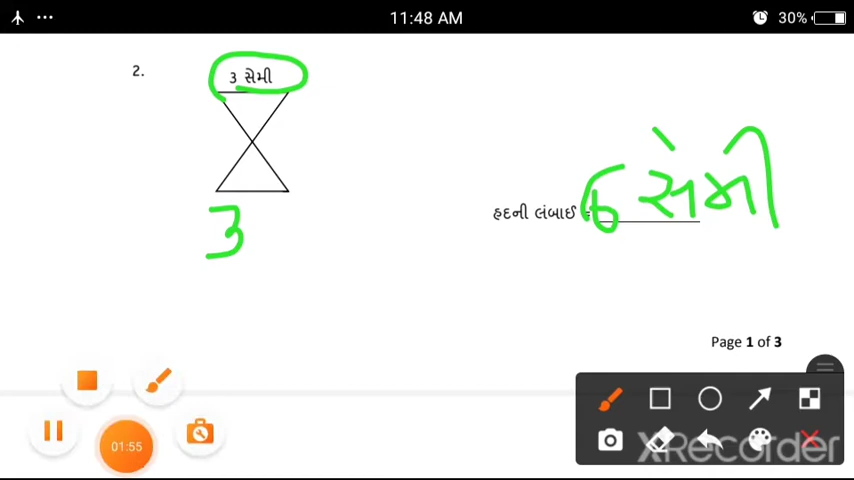 11:48 AM
30%
2.
3 સેમી
3
હદની લંબાઈ = 6 સેમી
Page 1 of 3
01:55
XRecorder